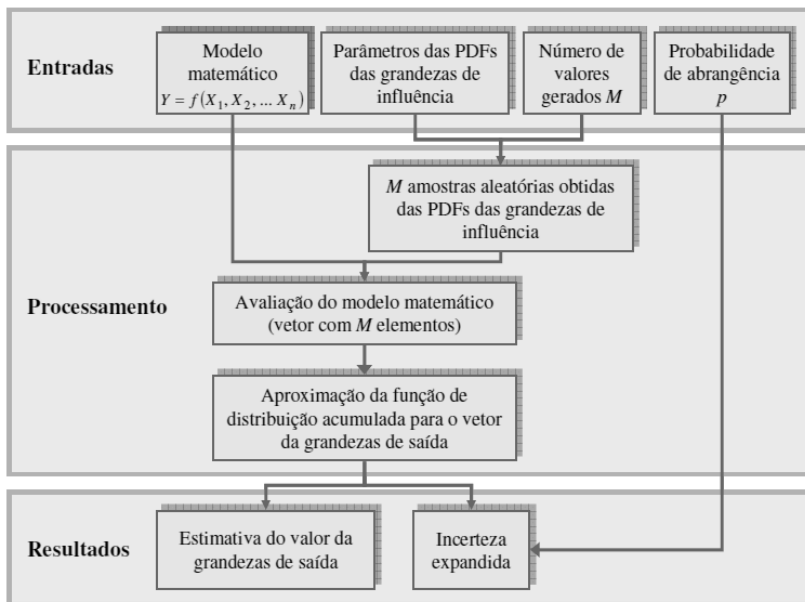 Entradas
Modelo
matemático
Y = f(X₁, X₂, ... Xₙ)
Parâmetros das PDFs
das grandezas de
influência
Número de
valores
gerados M
Probabilidade
de abrangência
p
M amostras aleatórias obtidas
das PDFs das grandezas de
influência
Processamento
Avaliação do modelo matemático
(vetor com M elementos)
Aproximação da função de
distribuição acumulada para o vetor
da grandezas de saída
Resultados
Estimativa do valor da
grandezas de saída
Incerteza
expandida